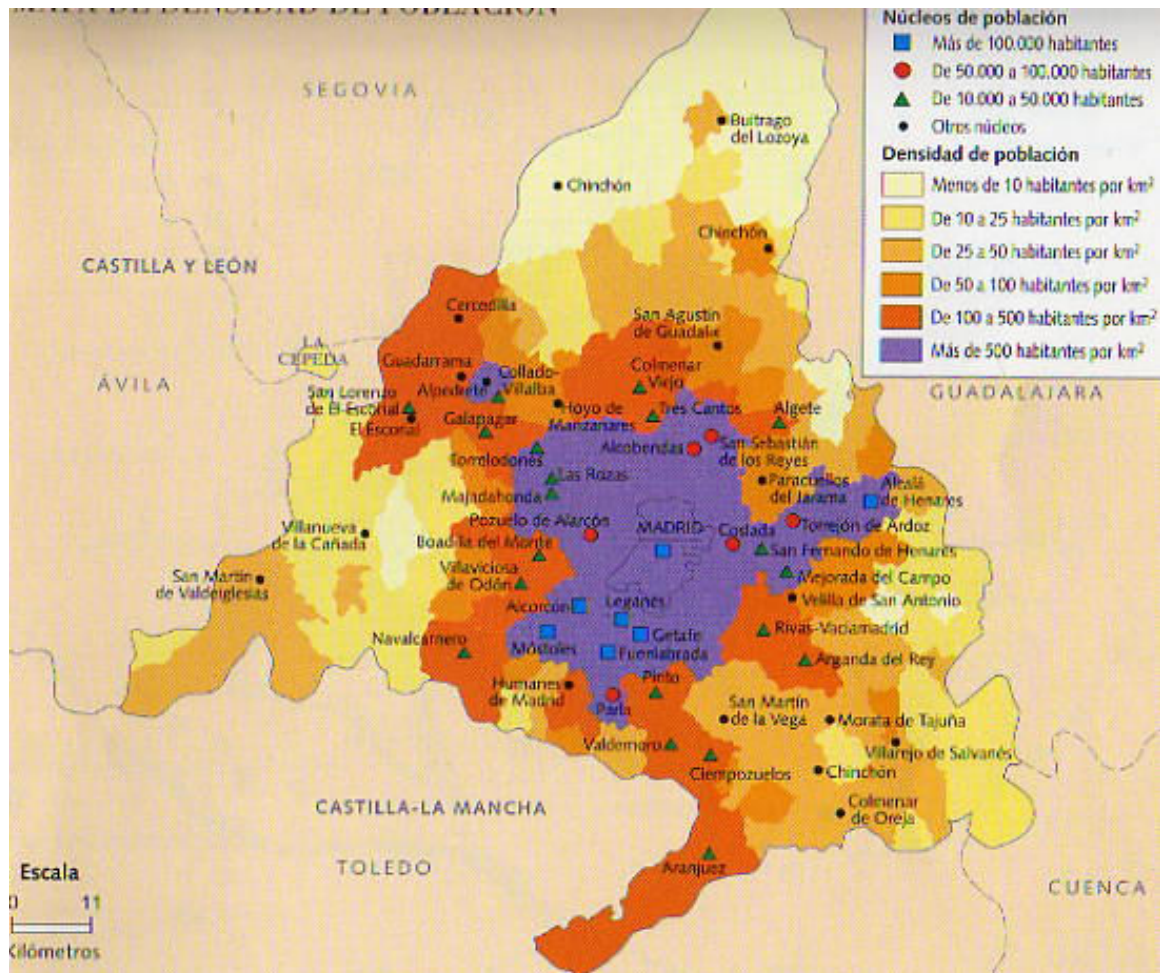 MAPA DE DENSIDAD DE POBLACIÓN
Núcleos de población
Más de 100.000 habitantes
De 50.000 a 100.000 habitantes
De 10.000 a 50.000 habitantes
Otros núcleos
Densidad de población
Menos de 10 habitantes por km²
De 10 a 25 habitantes por km²
De 25 a 50 habitantes por km²
De 50 a 100 habitantes por km²
De 100 a 500 habitantes por km²
Más de 500 habitantes por km²
SEGOVIA
Buitrago
del Lozoya
Chinchón
Chinchón
CASTILLA Y LEÓN
Cercedilla
San Agustín
de Guadalix
LA
CEPEDA
Guadarrama
Collado-
Villalba
Colmenar
Viejo
ÁVILA
GUADALAJARA
Alpedrete
San Lorenzo
de El Escorial
El Escorial
Galapagar
Hoyo de
Manzanares
Tres Cantos
Algete
Alcobendas
San Sebastián
de los Reyes
Torrelodones
Las Rozas
Majadahonda
Paracuellos
del Jarama
Alcalá
de Henares
Pozuelo de Alarcón
MADRID
Coslada
Torrejón de Ardoz
Villanueva
de la Cañada
Boadilla del Monte
San Fernando de Henares
Villaviciosa
de Odón
Mejorada del Campo
San Martín
de Valdeiglesias
Velilla de San Antonio
Alcorcón
Leganés
Rivas-Vaciamadrid
Navalcarnero
Móstoles
Getafe
Fuenlabrada
Arganda del Rey
Humanes
de Madrid
Pinto
Parla
San Martín
de la Vega
Morata de Tajuña
Valdemoro
Villarejo de Salvanés
Ciempozuelos
Chinchón
CASTILLA-LA MANCHA
Colmenar
de Oreja
TOLEDO
Aranjuez
CUENCA
Escala
0 11
Kilómetros